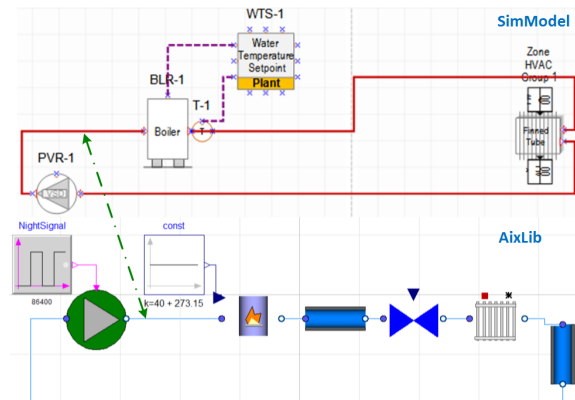 WTS-1
SimModel
Water
Temperature
Setpoint
Plant
Zone
HVAC
Group 1
BLR-1
T-1
Boiler
T
Finned
Tube
PVR-1
VSD
NightSignal
const
AixLib
86400
k=40 + 273.15